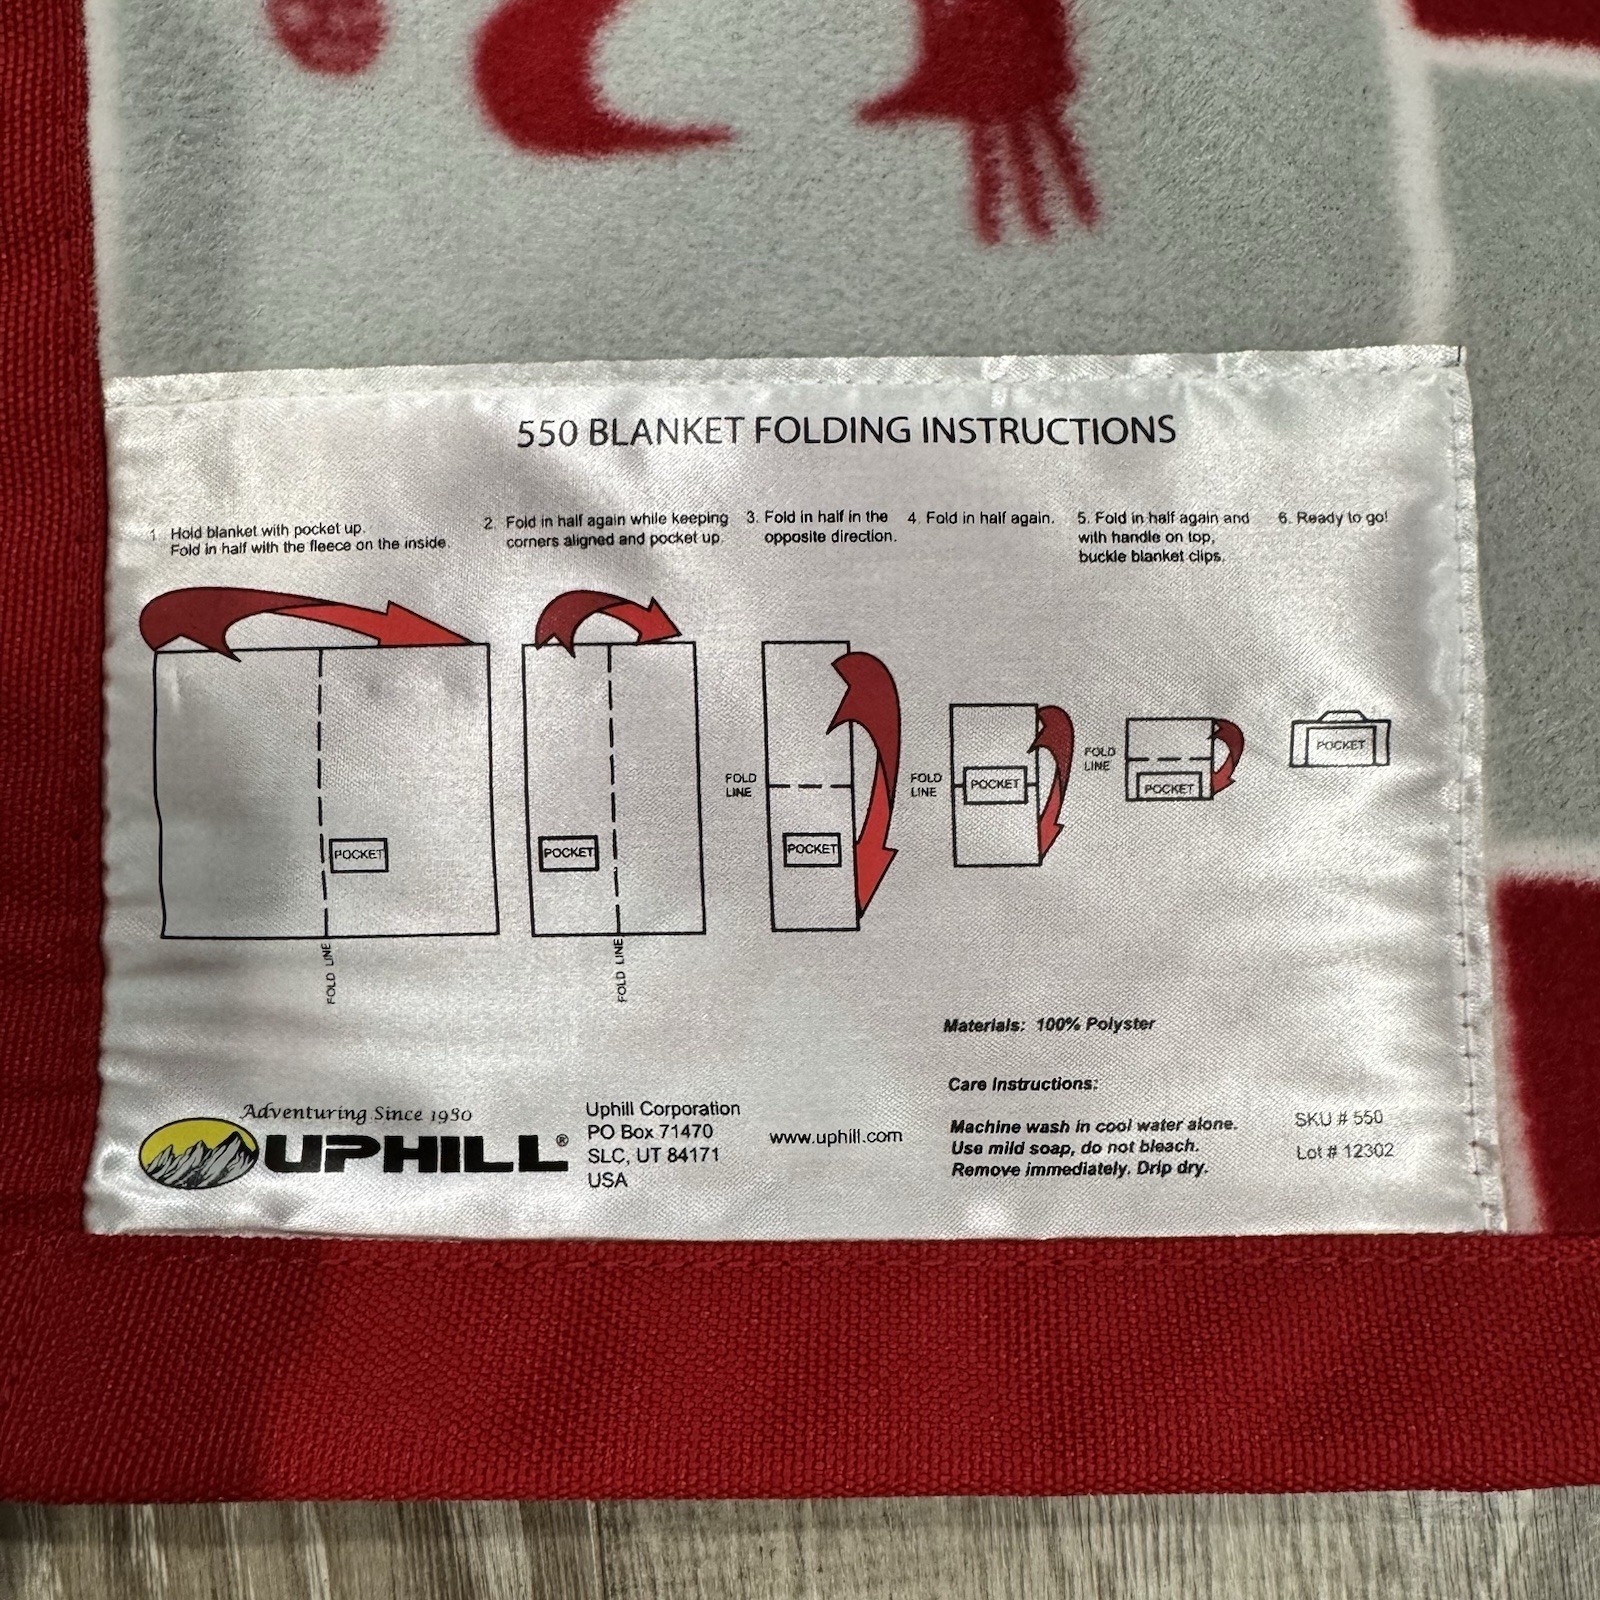 550 BLANKET FOLDING INSTRUCTIONS
1. Hold blanket with pocket up.
Fold in half with the fleece on the inside.
2. Fold in half again while keeping
corners aligned and pocket up.
3. Fold in half in the
opposite direction.
4. Fold in half again.
5. Fold in half again and
with handle on top,
buckle blanket clips.
6. Ready to go!
POCKET
FOLD LINE
POCKET
FOLD LINE
FOLD
LINE
POCKET
FOLD
LINE
POCKET
FOLD
LINE
POCKET
POCKET
Materials: 100% Polyster
Care Instructions:
Machine wash in cool water alone.
Use mild soap, do not bleach.
Remove immediately. Drip dry.
Adventuring Since 1980
UPHILL®
Uphill Corporation
PO Box 71470
SLC, UT 84171
USA
www.uphill.com
SKU # 550
Lot # 12302